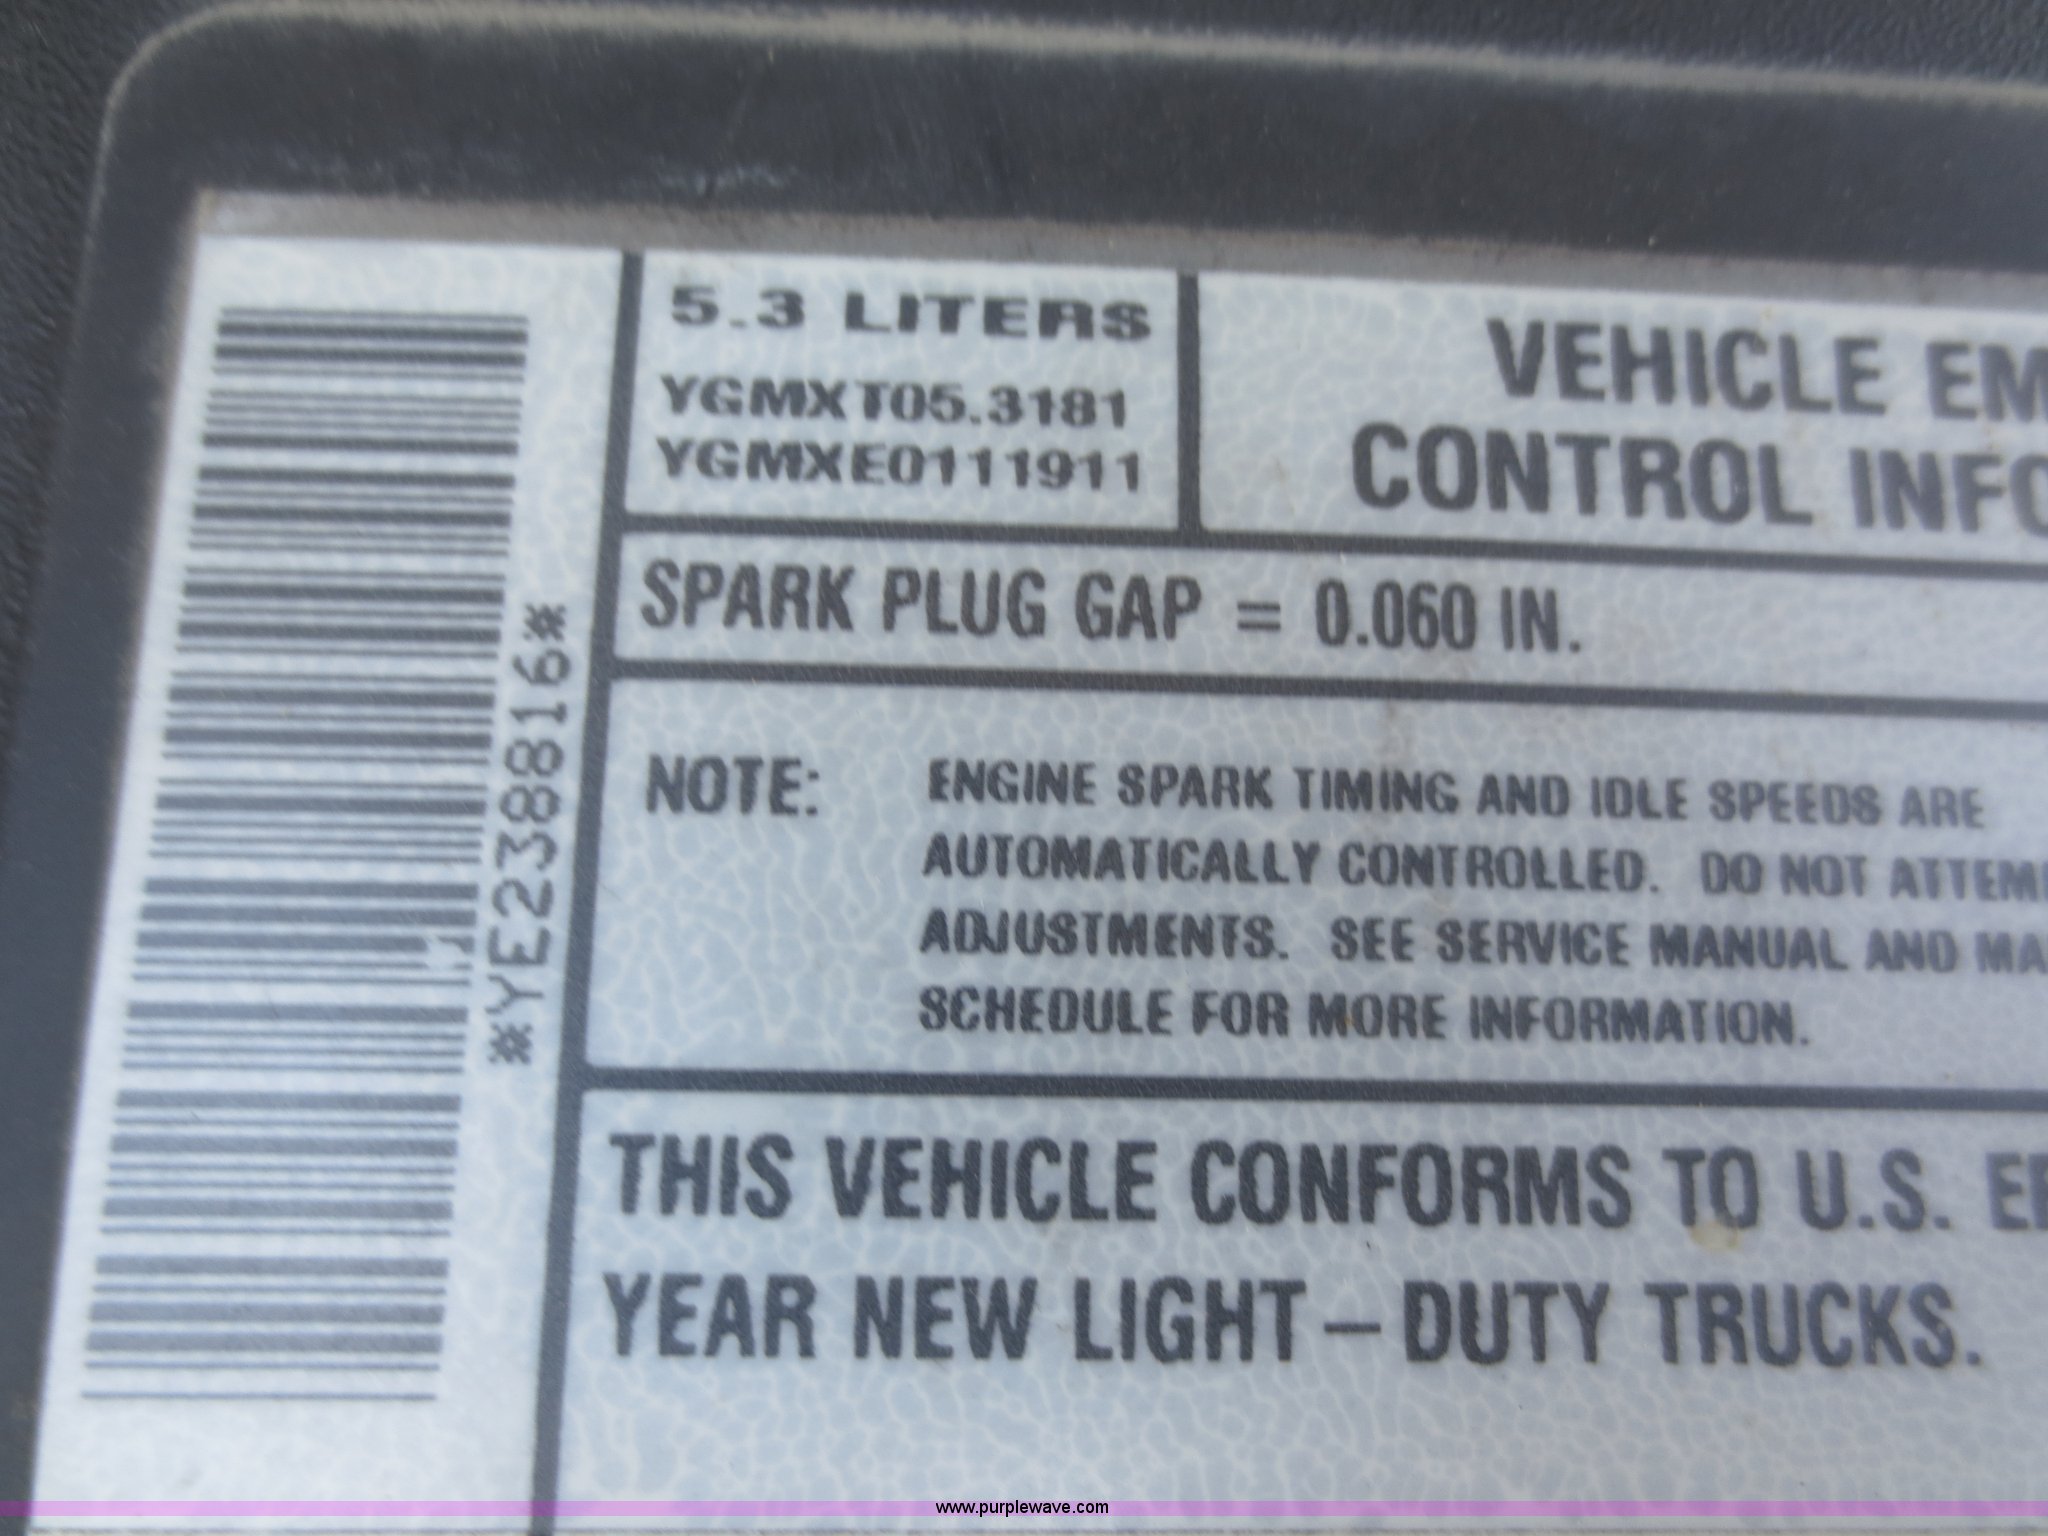 5.3 LITERS
YGMXT05.3181
YGMXE0111911
VEHICLE EM
CONTROL INFO
SPARK PLUG GAP = 0.060 IN.
*YE238816*
NOTE: ENGINE SPARK TIMING AND IDLE SPEEDS ARE
AUTOMATICALLY CONTROLLED. DO NOT ATTEM
ADJUSTMENTS. SEE SERVICE MANUAL AND MA
SCHEDULE FOR MORE INFORMATION.
THIS VEHICLE CONFORMS TO U.S. E
YEAR NEW LIGHT – DUTY TRUCKS.
www.purplewave.com